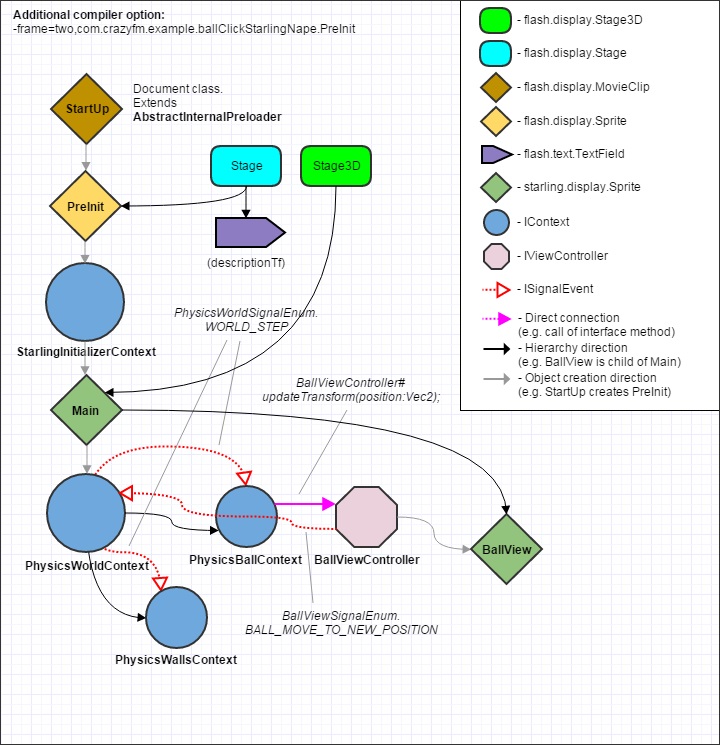 Additional compiler option:
-frame=two,com.crazyfm.example.ballClickStarlingNape.PreInit
StartUp
Document class.
Extends
AbstractInternalPreloader
Stage
Stage3D
PreInit
(descriptionTf)
StarlingInitializerContext
PhysicsWorldSignalEnum.
WORLD_STEP
Main
BallViewController#
updateTransform(position:Vec2);
PhysicsWorldContext
PhysicsBallContext
BallViewController
BallView
BallViewSignalEnum.
BALL_MOVE_TO_NEW_POSITION
PhysicsWallsContext
- flash.display.Stage3D
- flash.display.Stage
- flash.display.MovieClip
- flash.display.Sprite
- flash.text.TextField
- starling.display.Sprite
- IContext
- IViewController
- ISignalEvent
- Direct connection
(e.g. call of interface method)
- Hierarchy direction
(e.g. BallView is child of Main)
- Object creation direction
(e.g. StartUp creates PreInit)